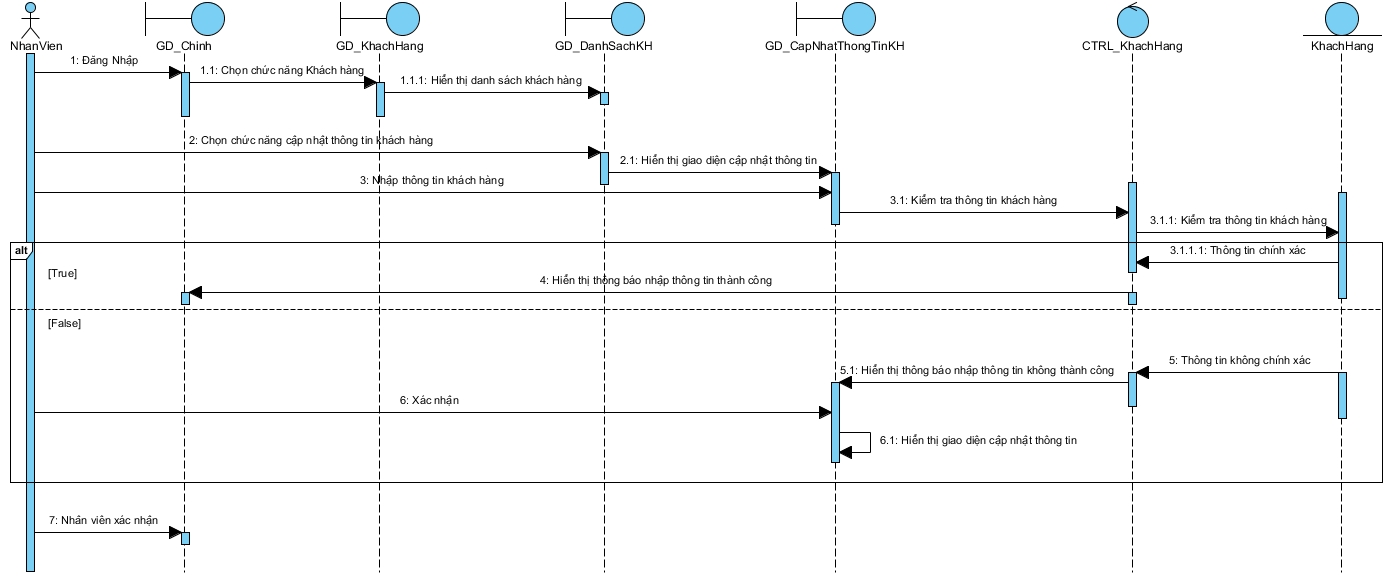 NhanVien
GD_Chinh
GD_KhachHang
GD_DanhSachKH
GD_CapNhatThongTinKH
CTRL_KhachHang
KhachHang
1: Đăng Nhập
1.1: Chọn chức năng Khách hàng
1.1.1: Hiển thị danh sách khách hàng
2: Chọn chức năng cập nhật thông tin khách hàng
2.1: Hiển thị giao diện cập nhật thông tin
3: Nhập thông tin khách hàng
3.1: Kiểm tra thông tin khách hàng
3.1.1: Kiểm tra thông tin khách hàng
alt
3.1.1.1: Thông tin chính xác
[True]
4: Hiển thị thông báo nhập thông tin thành công
[False]
5: Thông tin không chính xác
5.1: Hiển thị thông báo nhập thông tin không thành công
6: Xác nhận
6.1: Hiển thị giao diện cập nhật thông tin
7: Nhân viên xác nhận